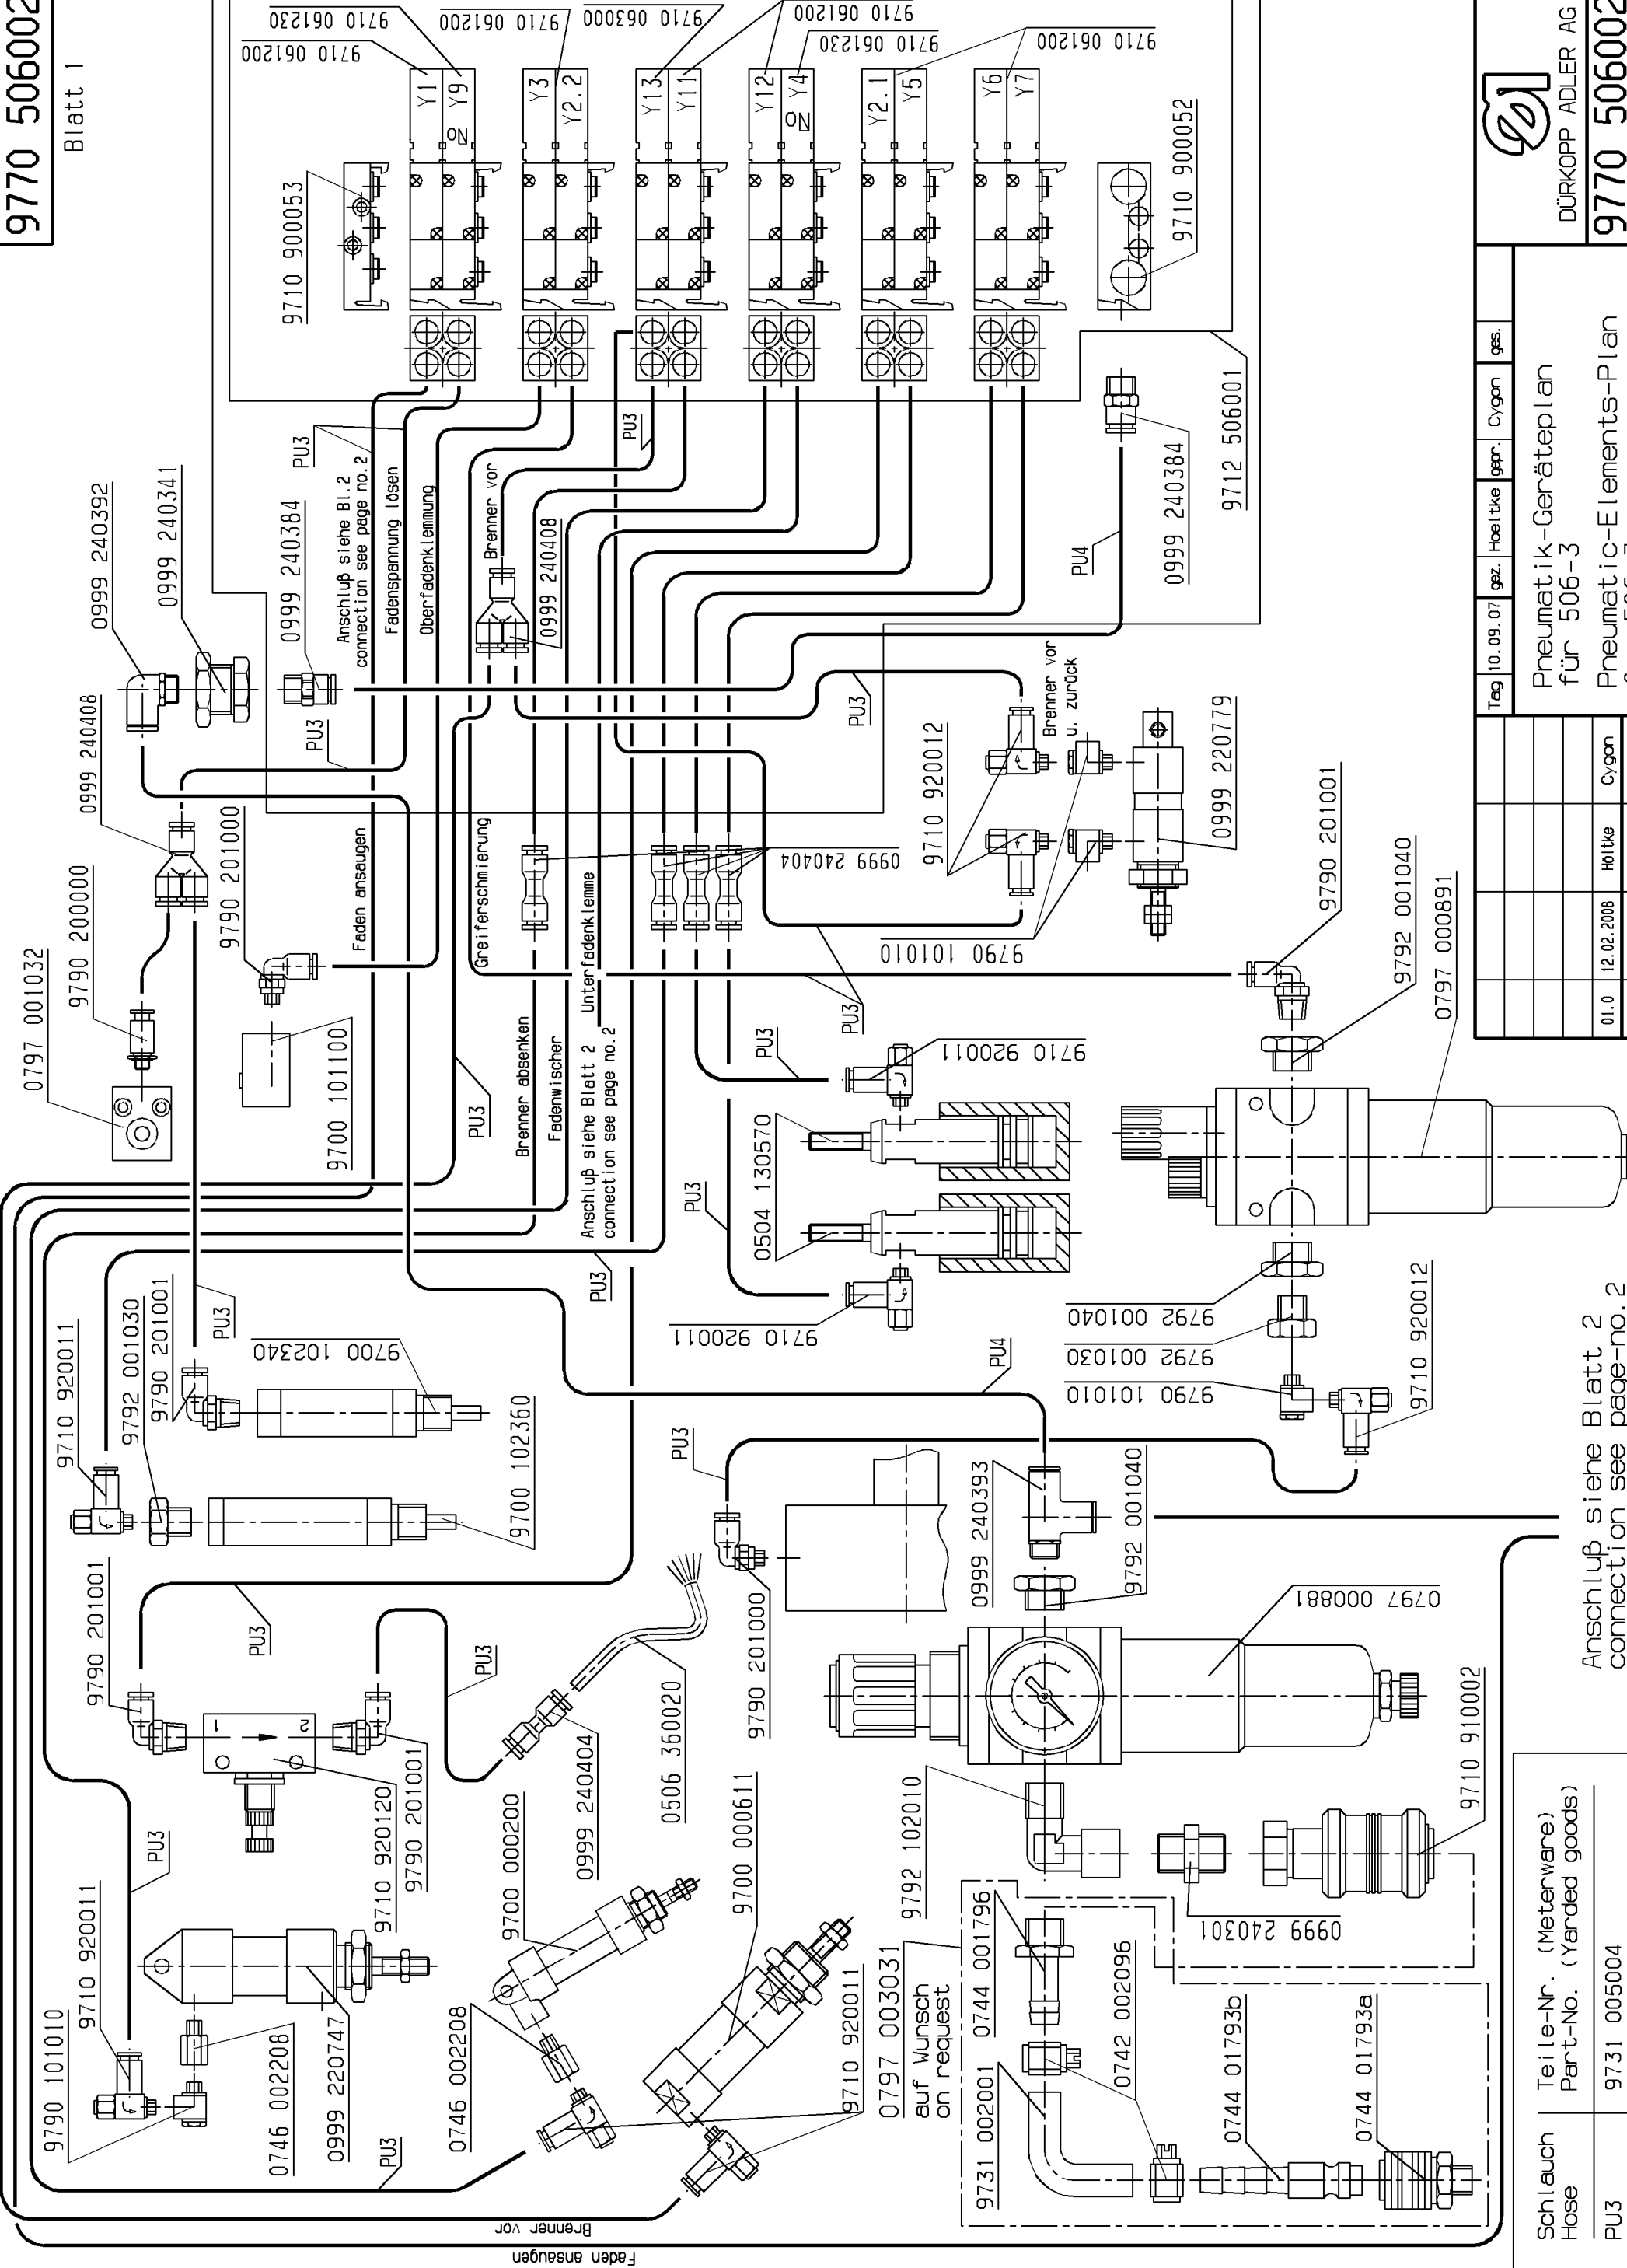 9770 506002
Blatt 1
9710 061230
9710 061200
9710 061200
9710 063000
9710 061200
9710 061230
9710 061200
Y1
Y9
No
Y3
Y2.2
Y13
Y11
Y12
Y4
No
Y2.1
Y5
Y6
Y7
9710 900053
9710 900052
9712 506001
0999 240384
PU4
PU3
PU3
Anschluß siehe Bl.2
connection see page no.2
Fadenspannung lösen
Oberfadenklemmung
Brenner vor
0999 240408
0999 240392
0999 240341
0999 240384
PU3
0999 240408
9790 200000
0797 001032
9790 201000
9700 101100
Faden ansaugen
Greiferschmierung
Unterfadenklemme
Brenner absenken
Fadenwischer
Anschluß siehe Blatt 2
connection see page no.2
PU3
PU3
0999 240404
PU3
Brenner vor
u. zurück
9710 920012
9790 101010
0999 220779
PU3
PU3
9710 920011
0504 130570
PU3
9710 920011
9790 201001
9792 001040
0797 000891
9792 001040
9792 001030
9790 101010
9710 920012
PU4
PU3
9710 920011
9792 001030
9790 201001
PU3
9700 102340
9700 102360
9790 201001
1
2
PU3
9710 920120
9790 201001
PU3
0999 240404
0506 360020
9790 201000
0999 240393
9792 001040
0797 000881
PU3
9790 101010
9710 920011
0746 002208
0999 220747
PU3
9700 000200
0746 002208
9700 000611
9710 920011
9792 102010
0797 003031
auf Wunsch
on request
0744 001796
9731 002001
0742 002096
0744 01793b
0744 01793a
0999 240301
9710 910002
Brenner vor
Faden ansaugen
Anschluß siehe Blatt 2
connection see page-no.2
Schlauch
Hose
Teile-Nr. (Meterware)
Part-No. (Yarded goods)
PU3
9731 005004
Tag 10.09.07 gez. Hoeltke gepr. Cygon ges.
Pneumatik-Geräteplan
für 506-3
Pneumatic-Elements-Plan
01.0 12.02.2008 Höltke Cygon
DÜRKOPP ADLER AG
9770 506002